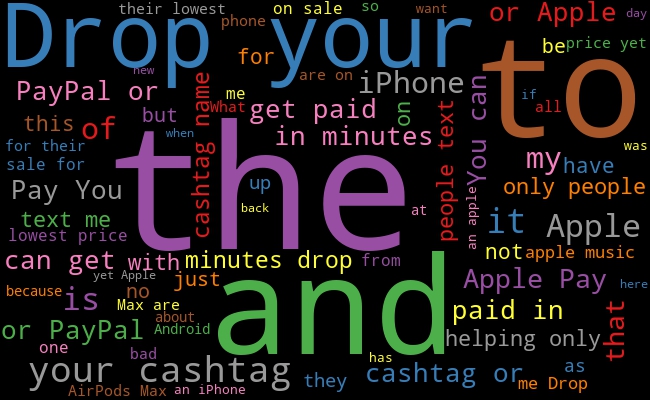 their lowest
on sale
so
want
or Apple
day
Drop your
phone
to
be
price yet
for
new
are on
iPhone
PayPal or
me
What
get paid
on
if
all
this
of
but
when
cashtag name
in minutes
people text
You can
my
have
was
for their
sale for
the
Pay You
up
back
at
an apple
only people
text me
lowest price
it
Apple
not
apple music
can get
with
minutes drop
from
yet Apple
just
Apple Pay
here
because
is
no
Max are
and
paid in
that
or PayPal
about
Android
helping only
one
bad
has
your cashtag
they
cashtag or
as
me Drop
AirPods Max
an iPhone